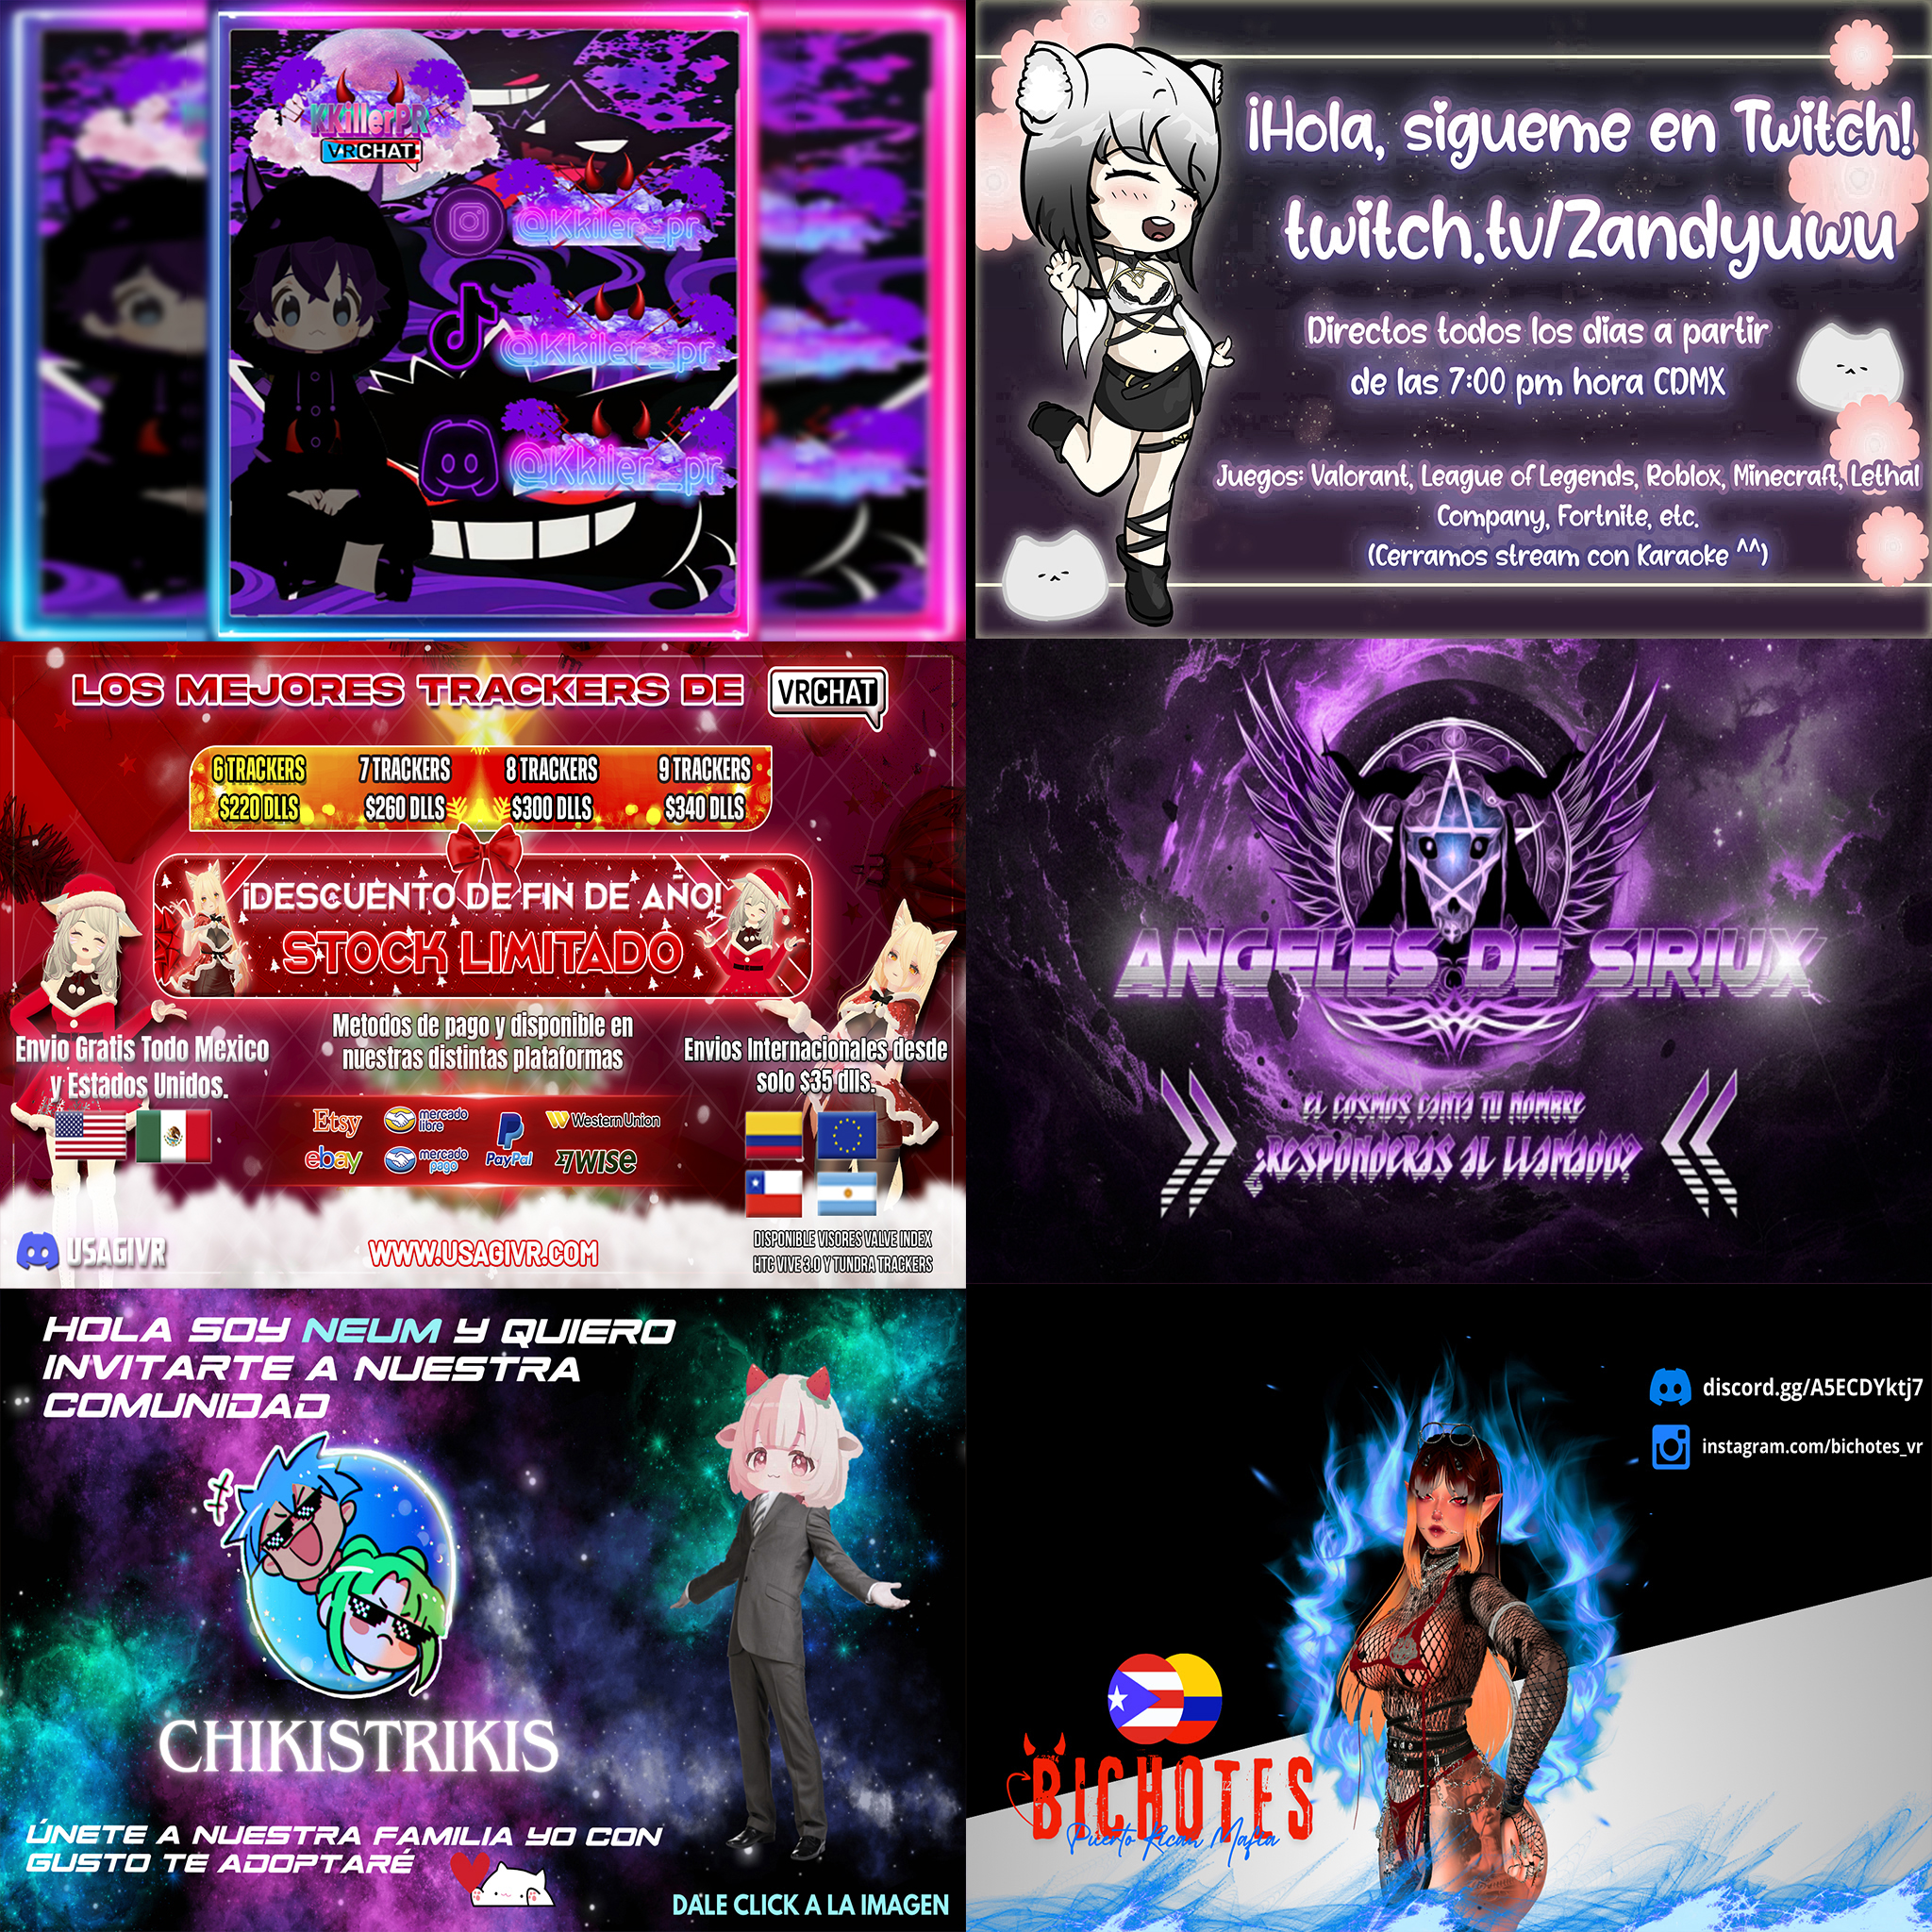 KKillerPR
VRCHAT
@Kkiler_pr
@Kkiler_pr
@Kkiler_pr
¡Hola, sigueme en Twitch!
twitch.tv/Zandyuwu
Directos todos los dias a partir
de las 7:00 pm hora CDMX
Juegos: Valorant, League of Legends, Roblox, Minecraft, Lethal
Company, Fortnite, etc.
(Cerramos stream con Karaoke ^^)
LOS MEJORES TRACKERS DE VRCHAT
6 TRACKERS 7 TRACKERS 8 TRACKERS 9 TRACKERS
$220 DLLS $260 DLLS $300 DLLS $340 DLLS
¡DESCUENTO DE FIN DE AÑO!
STOCK LIMITADO
Envio Gratis Todo Mexico
y Estados Unidos.
Metodos de pago y disponible en
nuestras distintas plataformas
Envios Internacionales desde
solo $35 dlls.
Etsy mercado libre PayPal WesternUnion
ebay mercado pago WISE
USAGIVR
WWW.USAGIVR.COM
DISPONIBLE VISORES VALVE INDEX
HTC VIVE 3.0 Y TUNDRA TRACKERS
ANGELES DE SIRIUX
EL COSMOS CANTA TU NOMBRE
¿RESPONDERAS AL LLAMADO?
HOLA SOY NEUM Y QUIERO
INVITARTE A NUESTRA
COMUNIDAD
CHIKISTRIKIS
ÚNETE A NUESTRA FAMILIA YO CON
GUSTO TE ADOPTARÉ
DALE CLICK A LA IMAGEN
discord.gg/A5ECDYktj7
instagram.com/bichotes_vr
BICHOTES
Puerto Rican Mafia